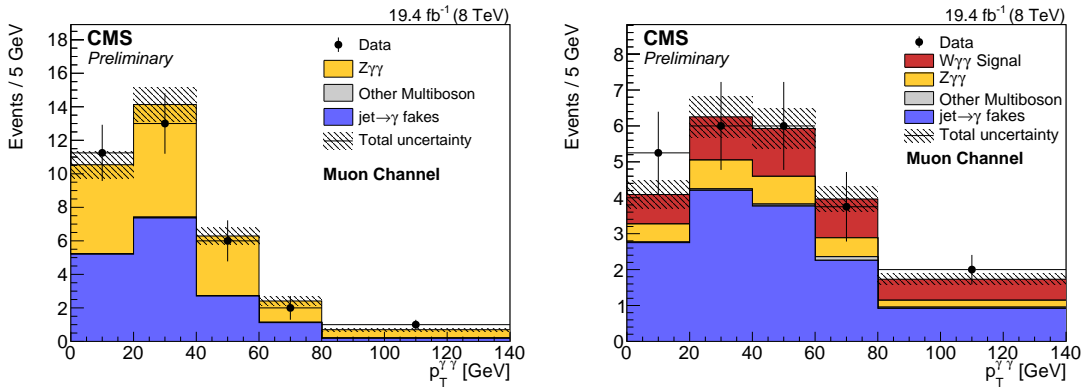 19.4 fb⁻¹ (8 TeV)
CMS
Preliminary
Data
Zγγ
Other Multiboson
jet→γ fakes
Total uncertainty
Muon Channel
Events / 5 GeV
18
16
14
12
10
8
6
4
2
0
0 20 40 60 80 100 120 140
p_T^γγ [GeV]
19.4 fb⁻¹ (8 TeV)
CMS
Preliminary
Data
Wγγ Signal
Zγγ
Other Multiboson
jet→γ fakes
Total uncertainty
Muon Channel
Events / 5 GeV
8
7
6
5
4
3
2
1
0
0 20 40 60 80 100 120 140
p_T^γγ [GeV]